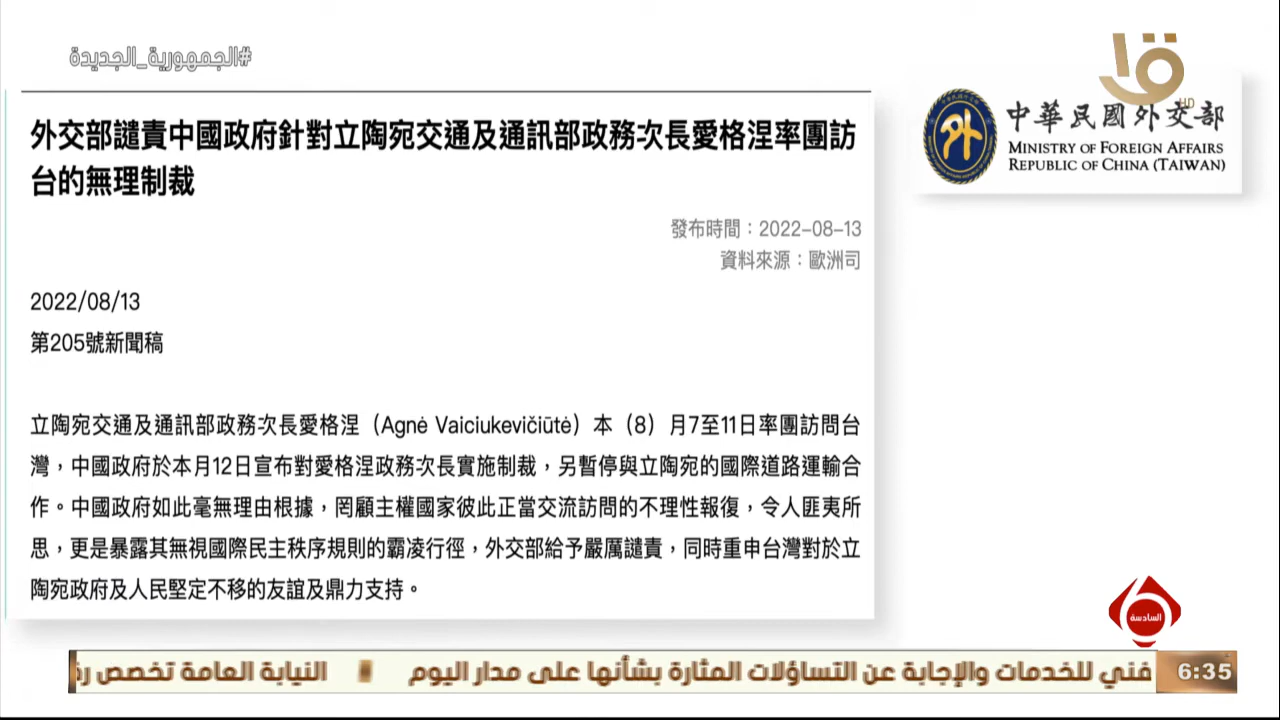 #الجمهورية_الجديدة
HD
外交部譴責中國政府針對立陶宛交通及通訊部政務次長愛格涅率團訪
台的無理制裁
中華民國外交部
MINISTRY OF FOREIGN AFFAIRS
REPUBLIC OF CHINA (TAIWAN)
發布時間：2022-08-13
資料來源：歐洲司
2022/08/13
第205號新聞稿
立陶宛交通及通訊部政務次長愛格涅（Agnė Vaiciukevičiūtė）本（8）月7至11日率團訪問台
灣，中國政府於本月12日宣布對愛格涅政務次長實施制裁，另暫停與立陶宛的國際道路運輸合
作。中國政府如此毫無理由根據，罔顧主權國家彼此正當交流訪問的不理性報復，令人匪夷所
思，更是暴露其無視國際民主秩序規則的霸凌行徑，外交部給予嚴厲譴責，同時重申台灣對於立
陶宛政府及人民堅定不移的友誼及鼎力支持。
السادسة
6:35
فني للخدمات والإجابة عن التساؤلات المثارة بشأنها على مدار اليوم النيابة العامة تخصص